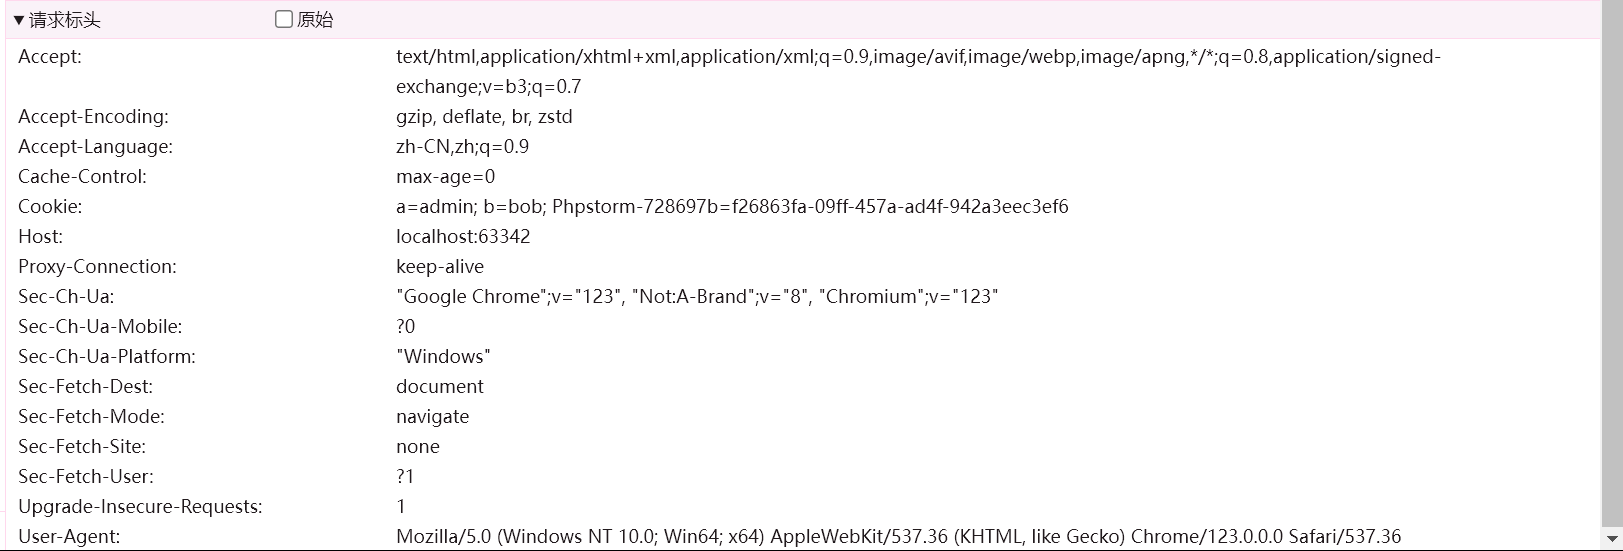 ▼ 请求标头 原始
Accept: text/html,application/xhtml+xml,application/xml;q=0.9,image/avif,image/webp,image/apng,*/*;q=0.8,application/signed-
exchange;v=b3;q=0.7
Accept-Encoding: gzip, deflate, br, zstd
Accept-Language: zh-CN,zh;q=0.9
Cache-Control: max-age=0
Cookie: a=admin; b=bob; Phpstorm-728697b=f26863fa-09ff-457a-ad4f-942a3eec3ef6
Host: localhost:63342
Proxy-Connection: keep-alive
Sec-Ch-Ua: "Google Chrome";v="123", "Not:A-Brand";v="8", "Chromium";v="123"
Sec-Ch-Ua-Mobile: ?0
Sec-Ch-Ua-Platform: "Windows"
Sec-Fetch-Dest: document
Sec-Fetch-Mode: navigate
Sec-Fetch-Site: none
Sec-Fetch-User: ?1
Upgrade-Insecure-Requests: 1
User-Agent: Mozilla/5.0 (Windows NT 10.0; Win64; x64) AppleWebKit/537.36 (KHTML, like Gecko) Chrome/123.0.0.0 Safari/537.36